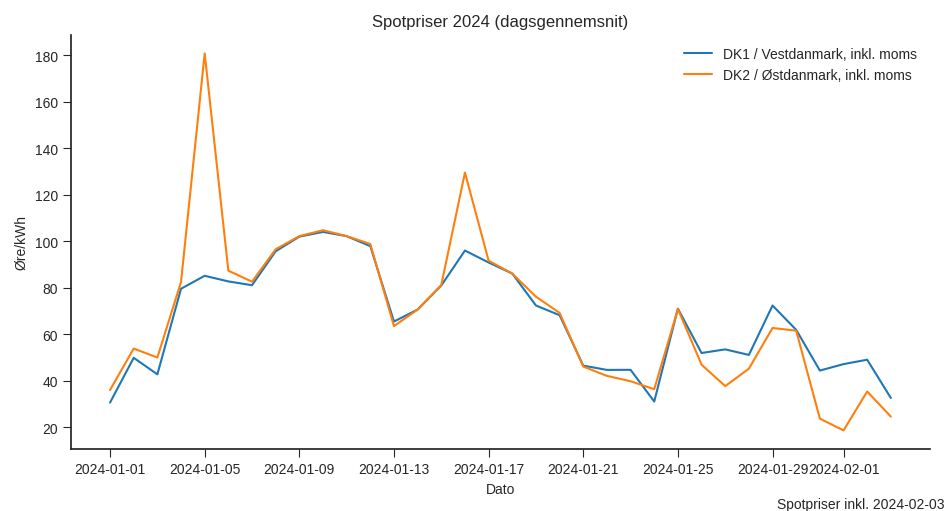 Spotpriser 2024 (dagsgennemsnit)
DK1 / Vestdanmark, inkl. moms
DK2 / Østdanmark, inkl. moms
Øre/kWh
180
160
140
120
100
80
60
40
20
2024-01-01 2024-01-05 2024-01-09 2024-01-13 2024-01-17 2024-01-21 2024-01-25 2024-01-29 2024-02-01
Dato
Spotpriser inkl. 2024-02-03